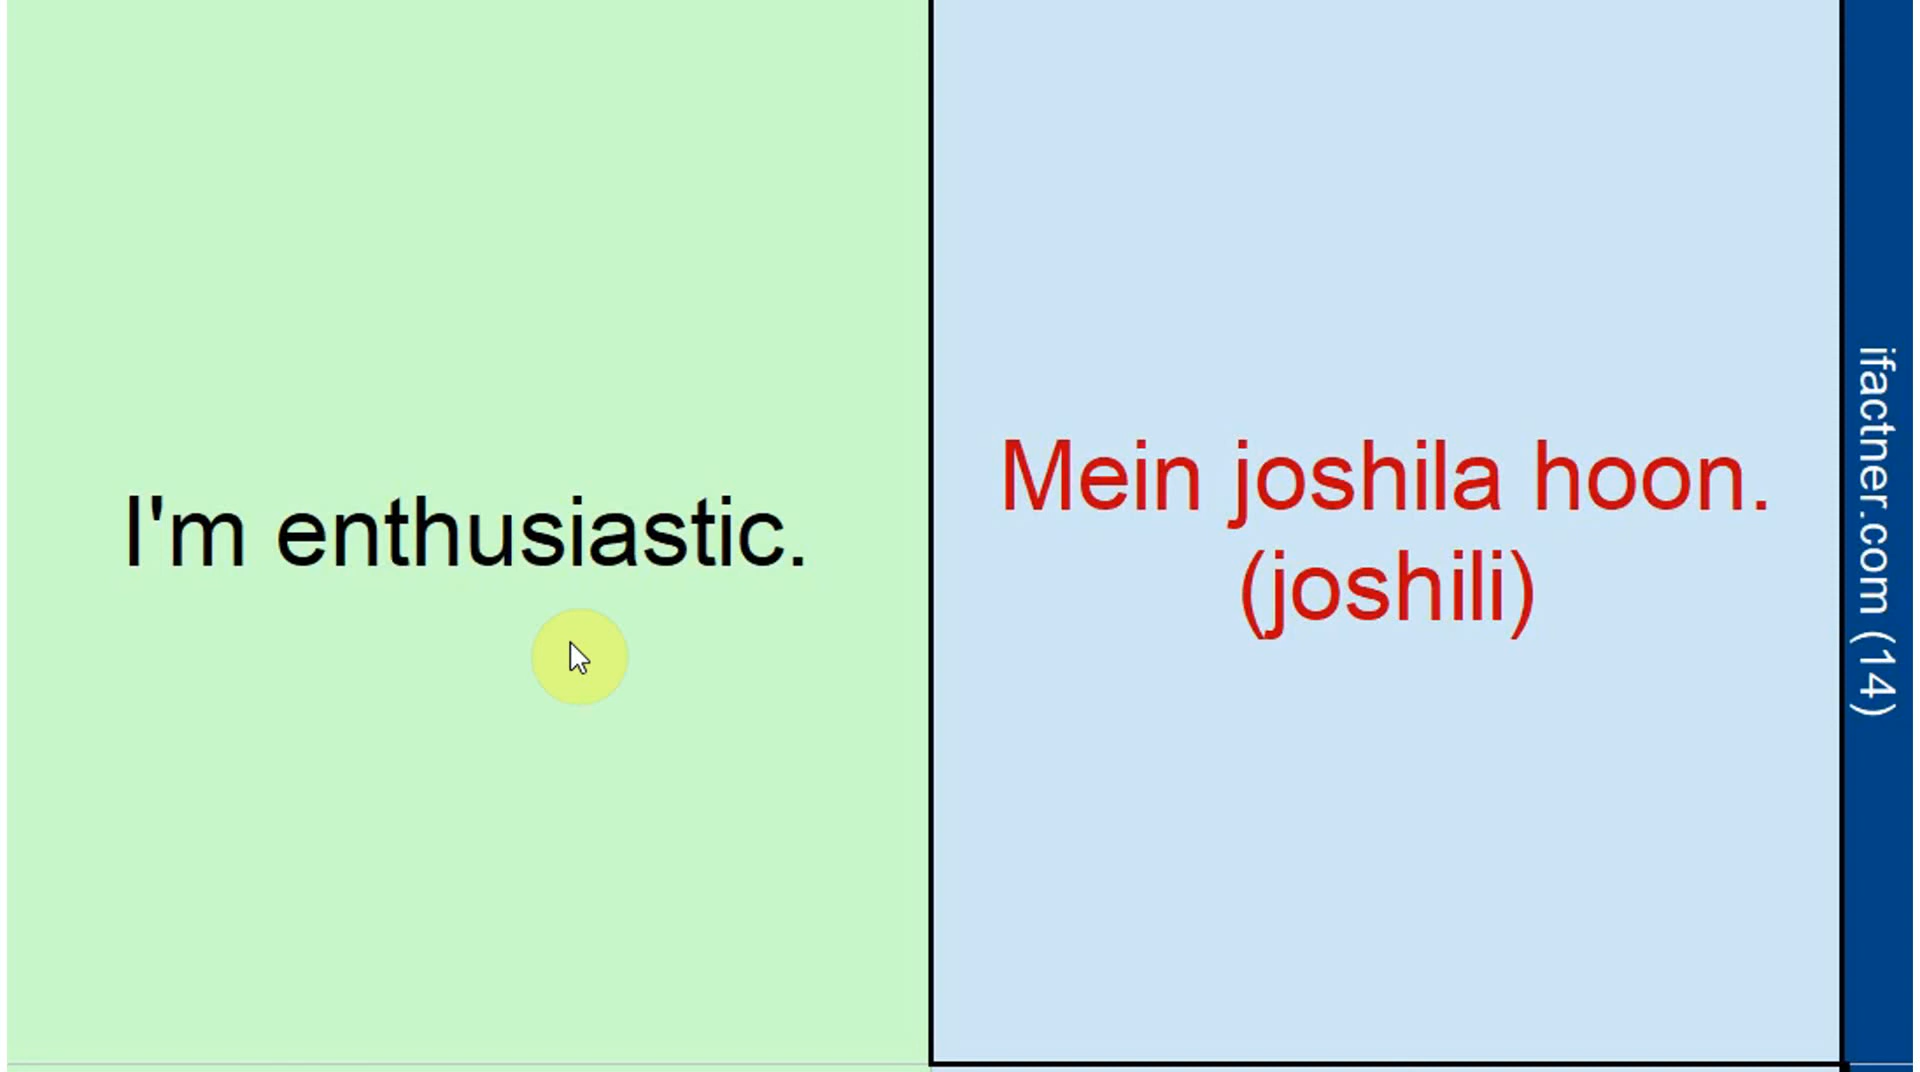 I'm enthusiastic.
Mein joshila hoon.
(joshili)
ifactner.com (14)